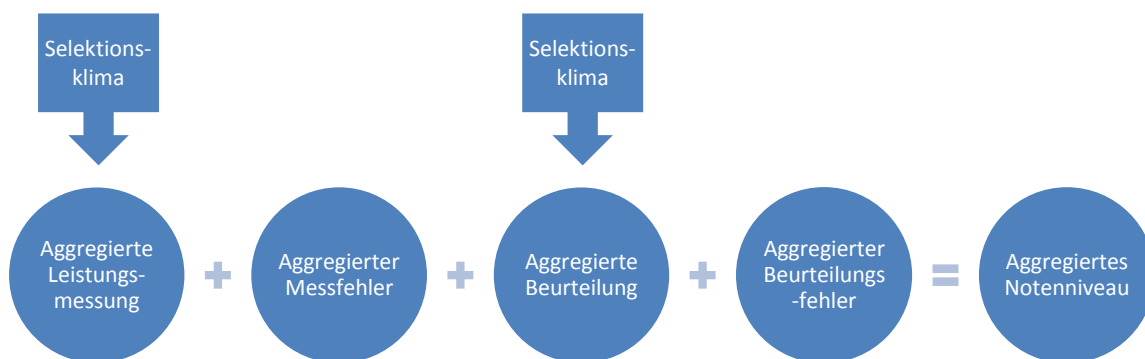 Selektions-
klima
Selektions-
klima
Aggregierte
Leistungs-
messung
+
Aggregierter
Messfehler
+
Aggregierte
Beurteilung
+
Aggregierter
Beurteilungs
-fehler
=
Aggregiertes
Notenniveau